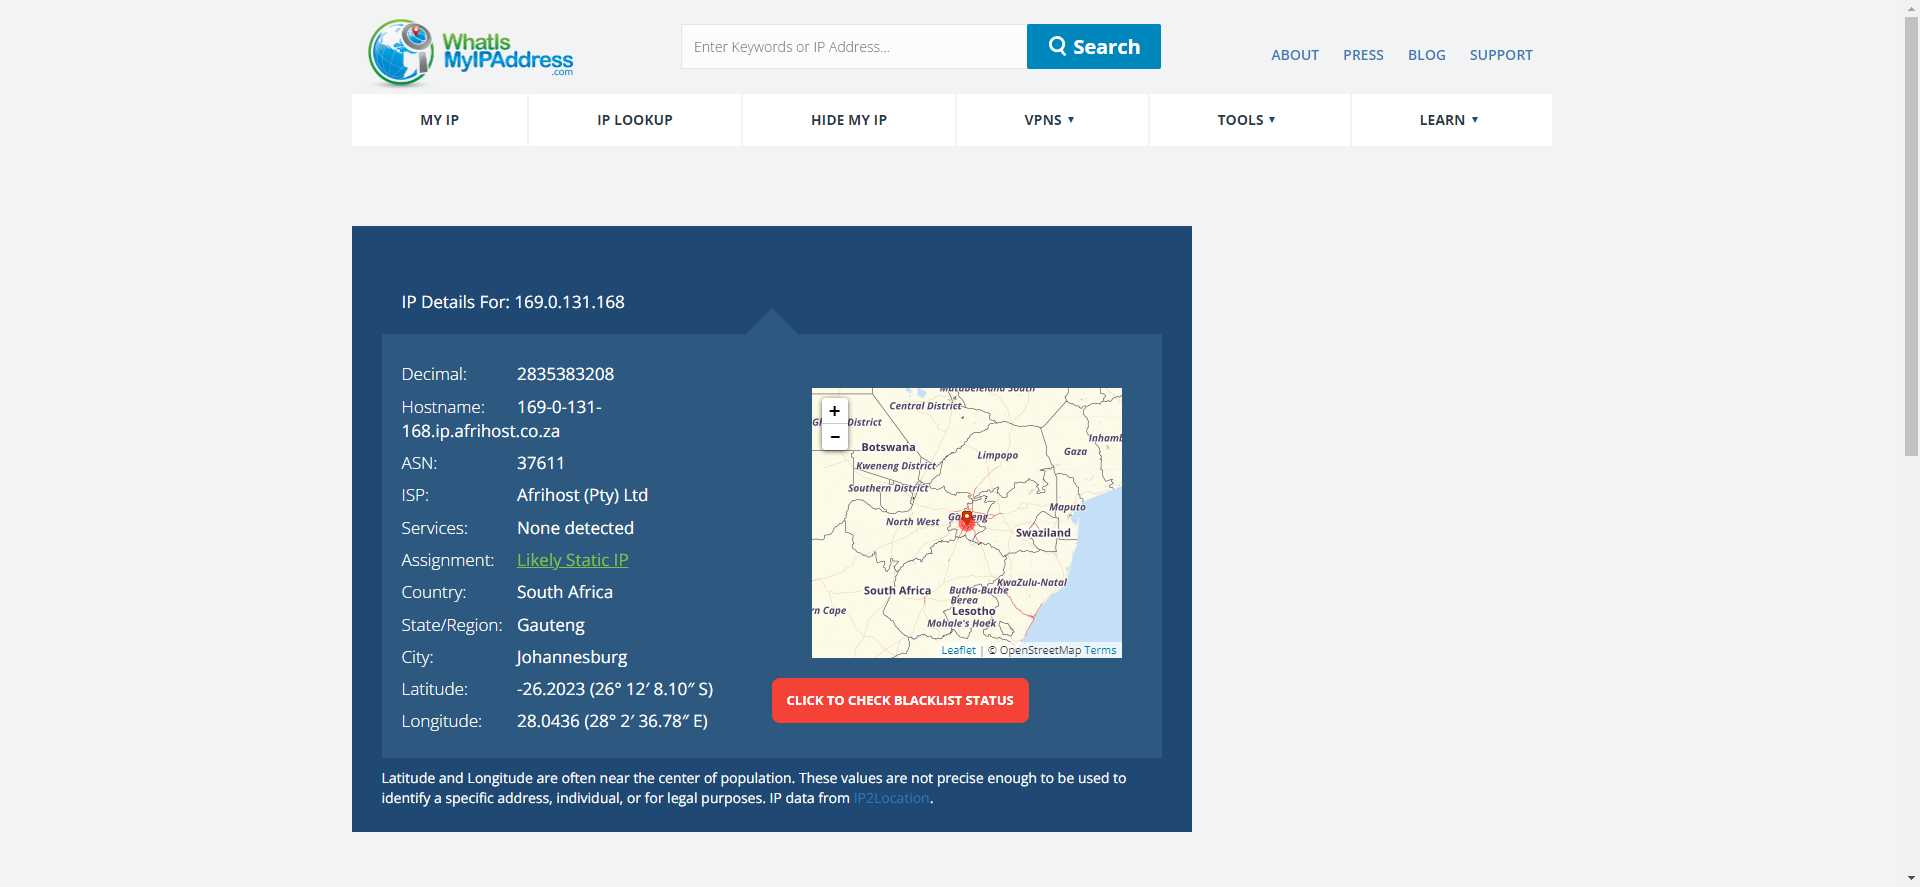 WhatIs
MyIPAddress
.com
Enter Keywords or IP Address...
Search
ABOUT PRESS BLOG SUPPORT
MY IP IP LOOKUP HIDE MY IP VPNS ▼ TOOLS ▼ LEARN ▼
IP Details For: 169.0.131.168
Decimal: 2835383208
Hostname: 169-0-131-
168.ip.afrihost.co.za
ASN: 37611
ISP: Afrihost (Pty) Ltd
Services: None detected
Assignment: Likely Static IP
Country: South Africa
State/Region: Gauteng
City: Johannesburg
Latitude: -26.2023 (26° 12′ 8.10″ S)
Longitude: 28.0436 (28° 2′ 36.78″ E)
+
−
Matabeleland South
Central District
District
Inhamb
Botswana
Limpopo
Gaza
Kweneng District
Southern District
Maputo
North West
Swaziland
KwaZulu-Natal
South Africa
Butha-Buthe
Berea
Lesotho
rn Cape
Mohale's Hoek
Leaflet | © OpenStreetMap Terms
CLICK TO CHECK BLACKLIST STATUS
Latitude and Longitude are often near the center of population. These values are not precise enough to be used to
identify a specific address, individual, or for legal purposes. IP data from IP2Location.